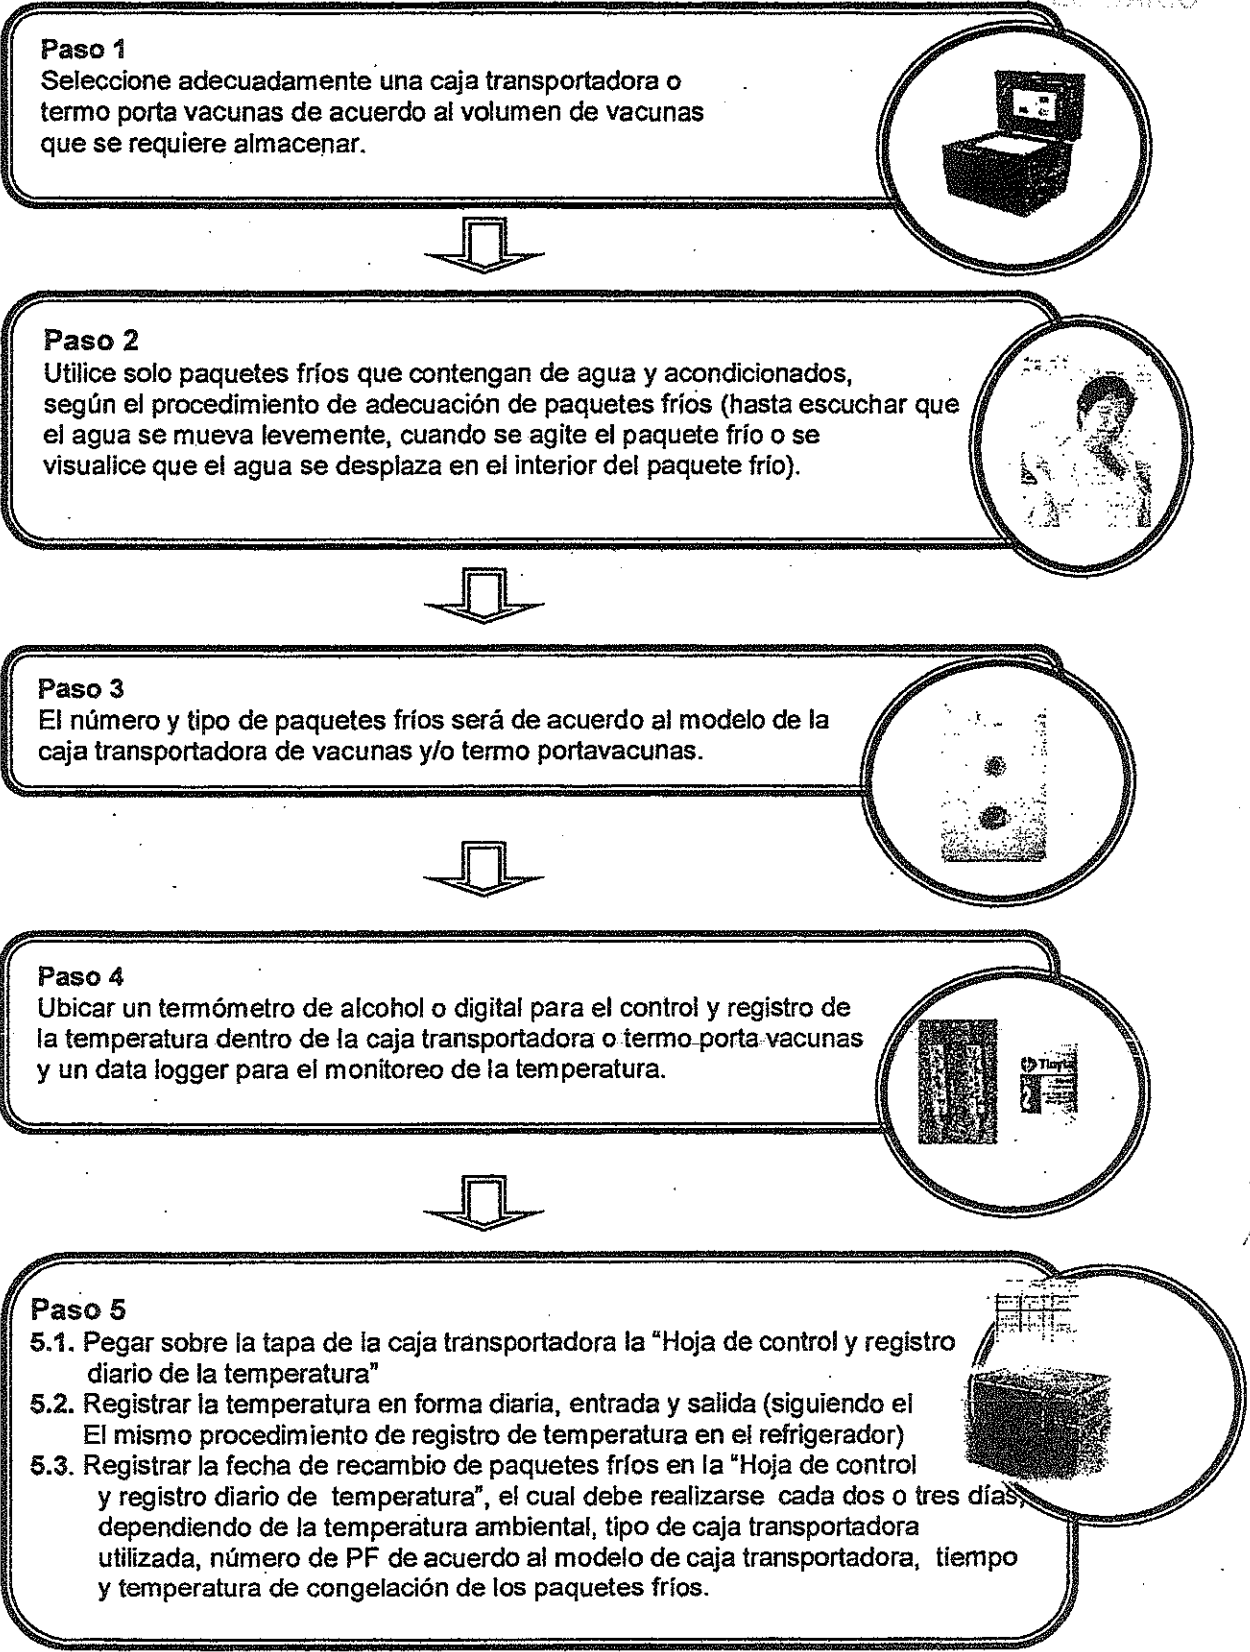 Paso 1
Seleccione adecuadamente una caja transportadora o
termo porta vacunas de acuerdo al volumen de vacunas
que se requiere almacenar.
Paso 2
Utilice solo paquetes fríos que contengan de agua y acondicionados,
según el procedimiento de adecuación de paquetes fríos (hasta escuchar que
el agua se mueva levemente, cuando se agite el paquete frío o se
visualice que el agua se desplaza en el interior del paquete frío).
Paso 3
El número y tipo de paquetes fríos será de acuerdo al modelo de la
caja transportadora de vacunas y/o termo portavacunas.
Paso 4
Ubicar un termómetro de alcohol o digital para el control y registro de
la temperatura dentro de la caja transportadora o termo porta vacunas
y un data logger para el monitoreo de la temperatura.
Paso 5
5.1. Pegar sobre la tapa de la caja transportadora la "Hoja de control y registro
diario de la temperatura"
5.2. Registrar la temperatura en forma diaria, entrada y salida (siguiendo el
El mismo procedimiento de registro de temperatura en el refrigerador)
5.3. Registrar la fecha de recambio de paquetes fríos en la "Hoja de control
y registro diario de temperatura", el cual debe realizarse cada dos o tres días,
dependiendo de la temperatura ambiental, tipo de caja transportadora
utilizada, número de PF de acuerdo al modelo de caja transportadora, tiempo
y temperatura de congelación de los paquetes fríos.